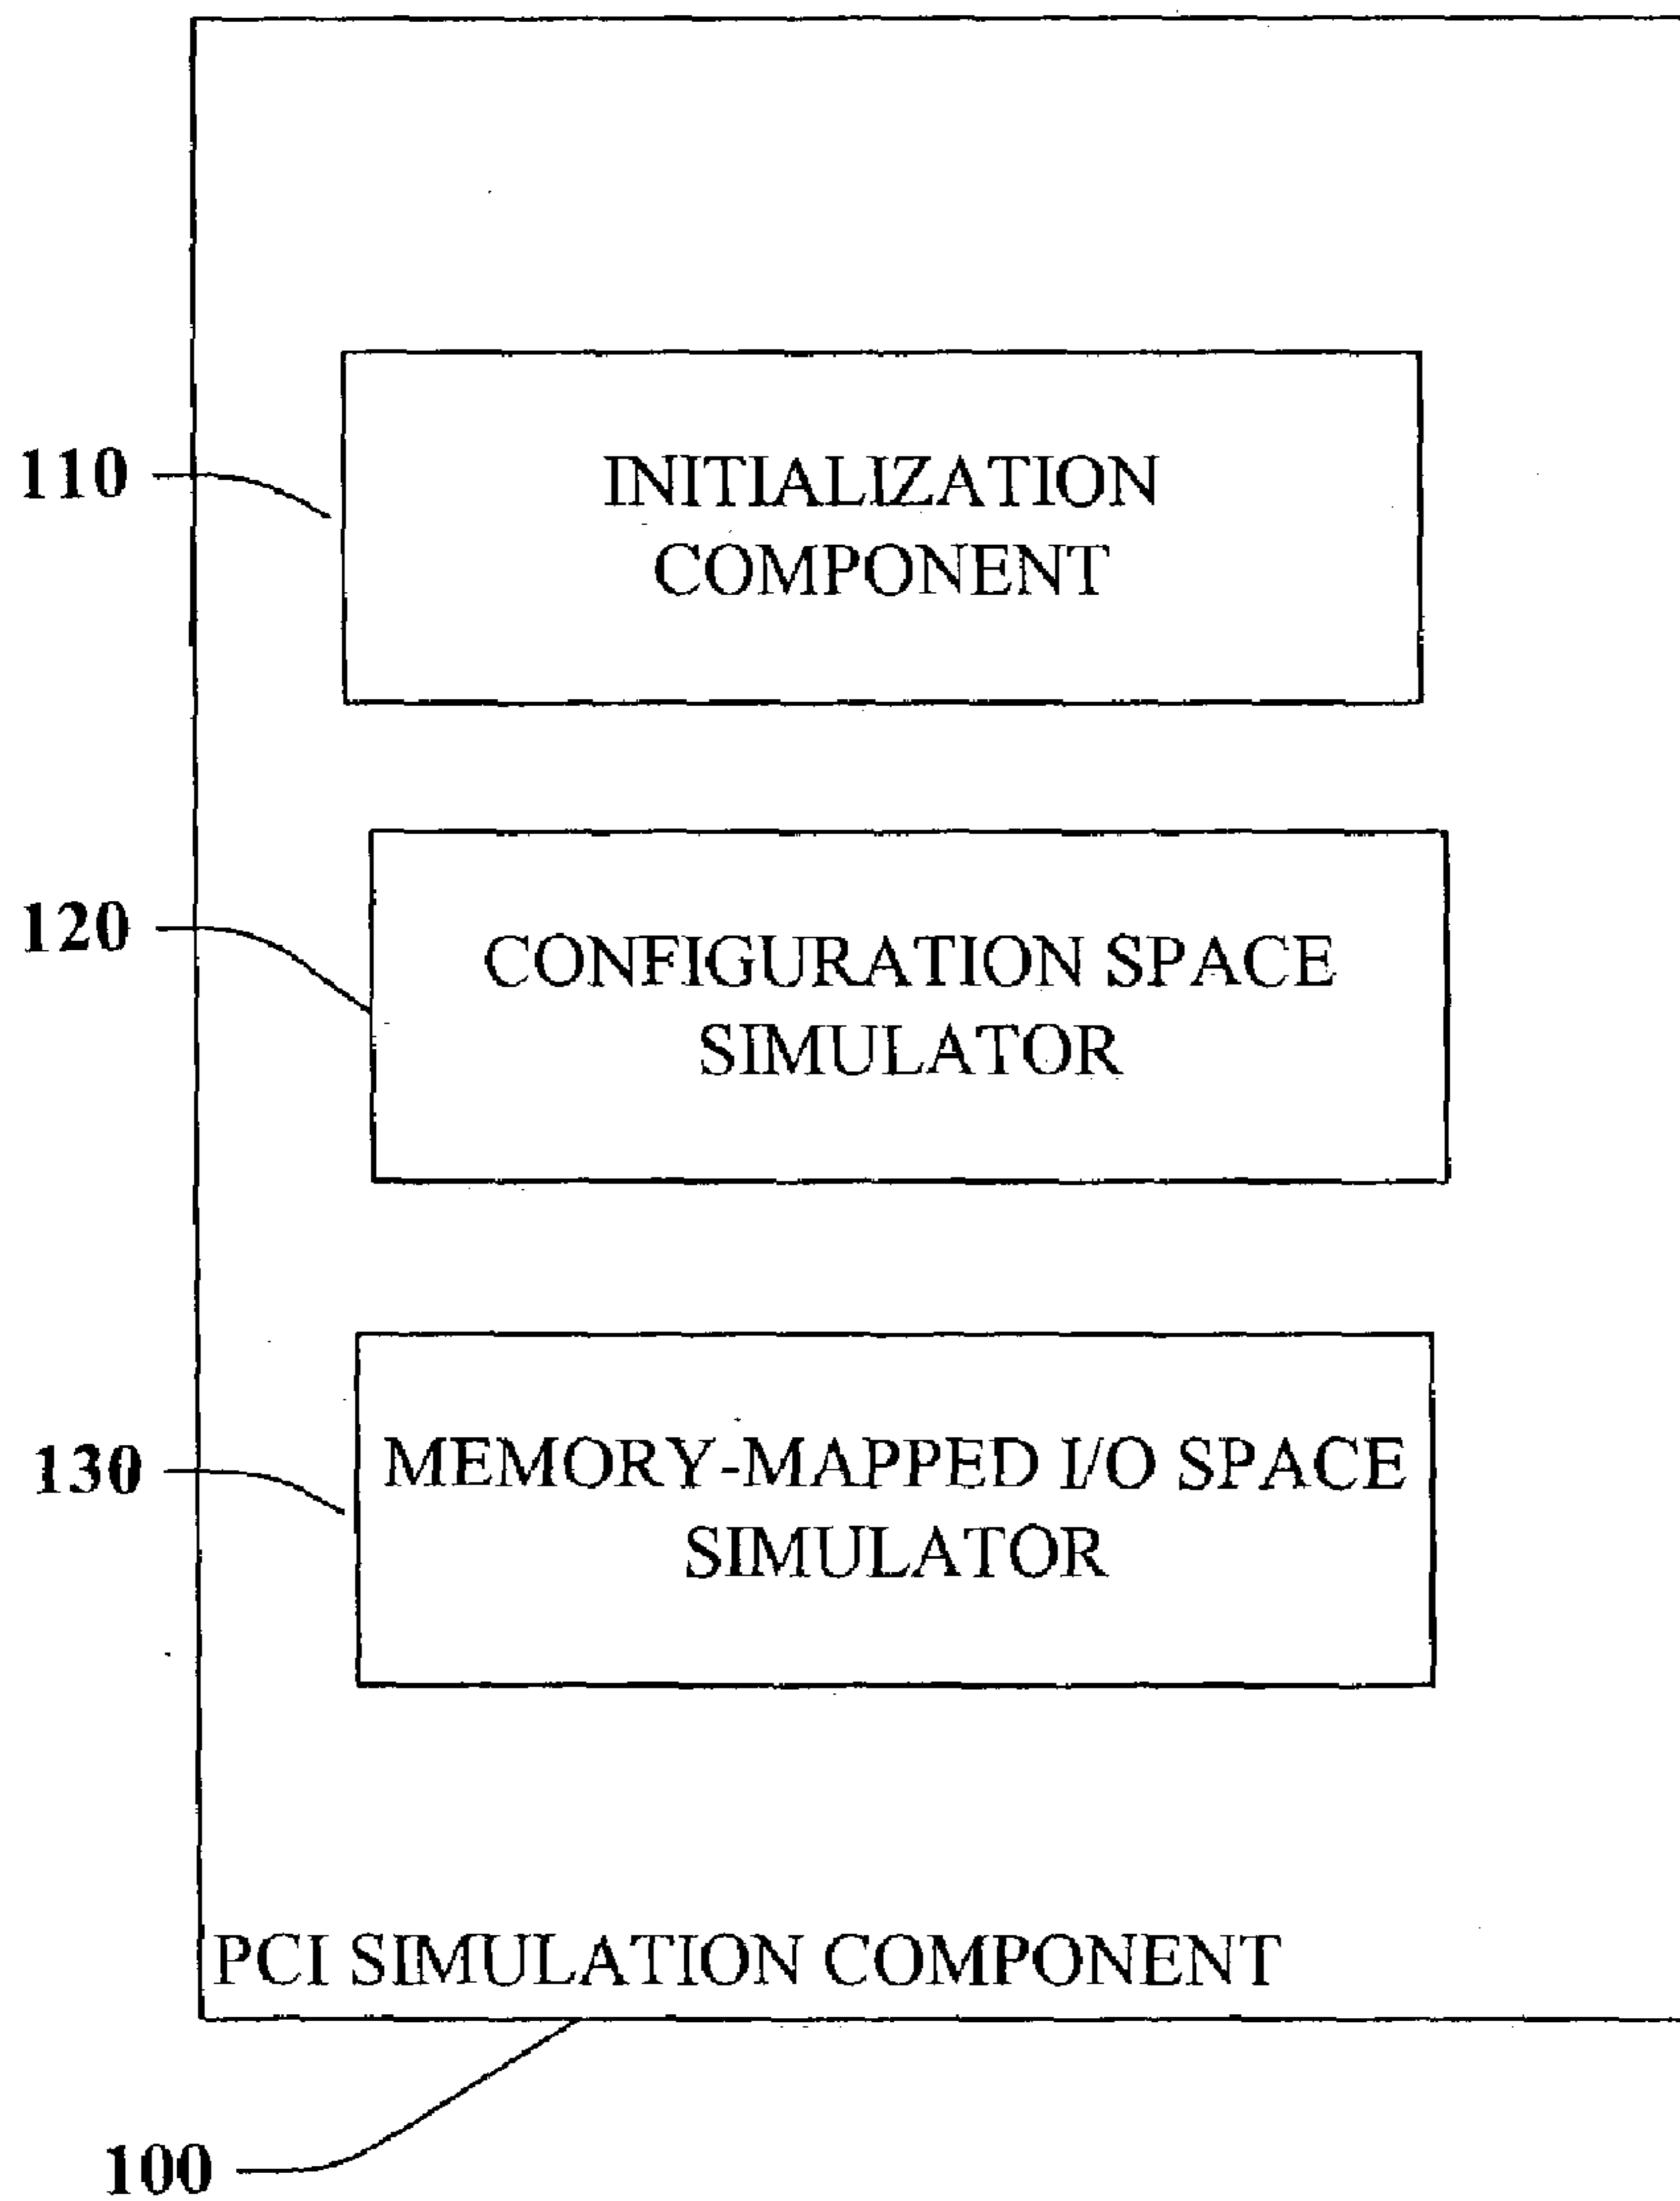 110
INITIALIZATION
COMPONENT
120
CONFIGURATION SPACE
SIMULATOR
130
MEMORY-MAPPED I/O SPACE
SIMULATOR
PCI SIMULATION COMPONENT
100